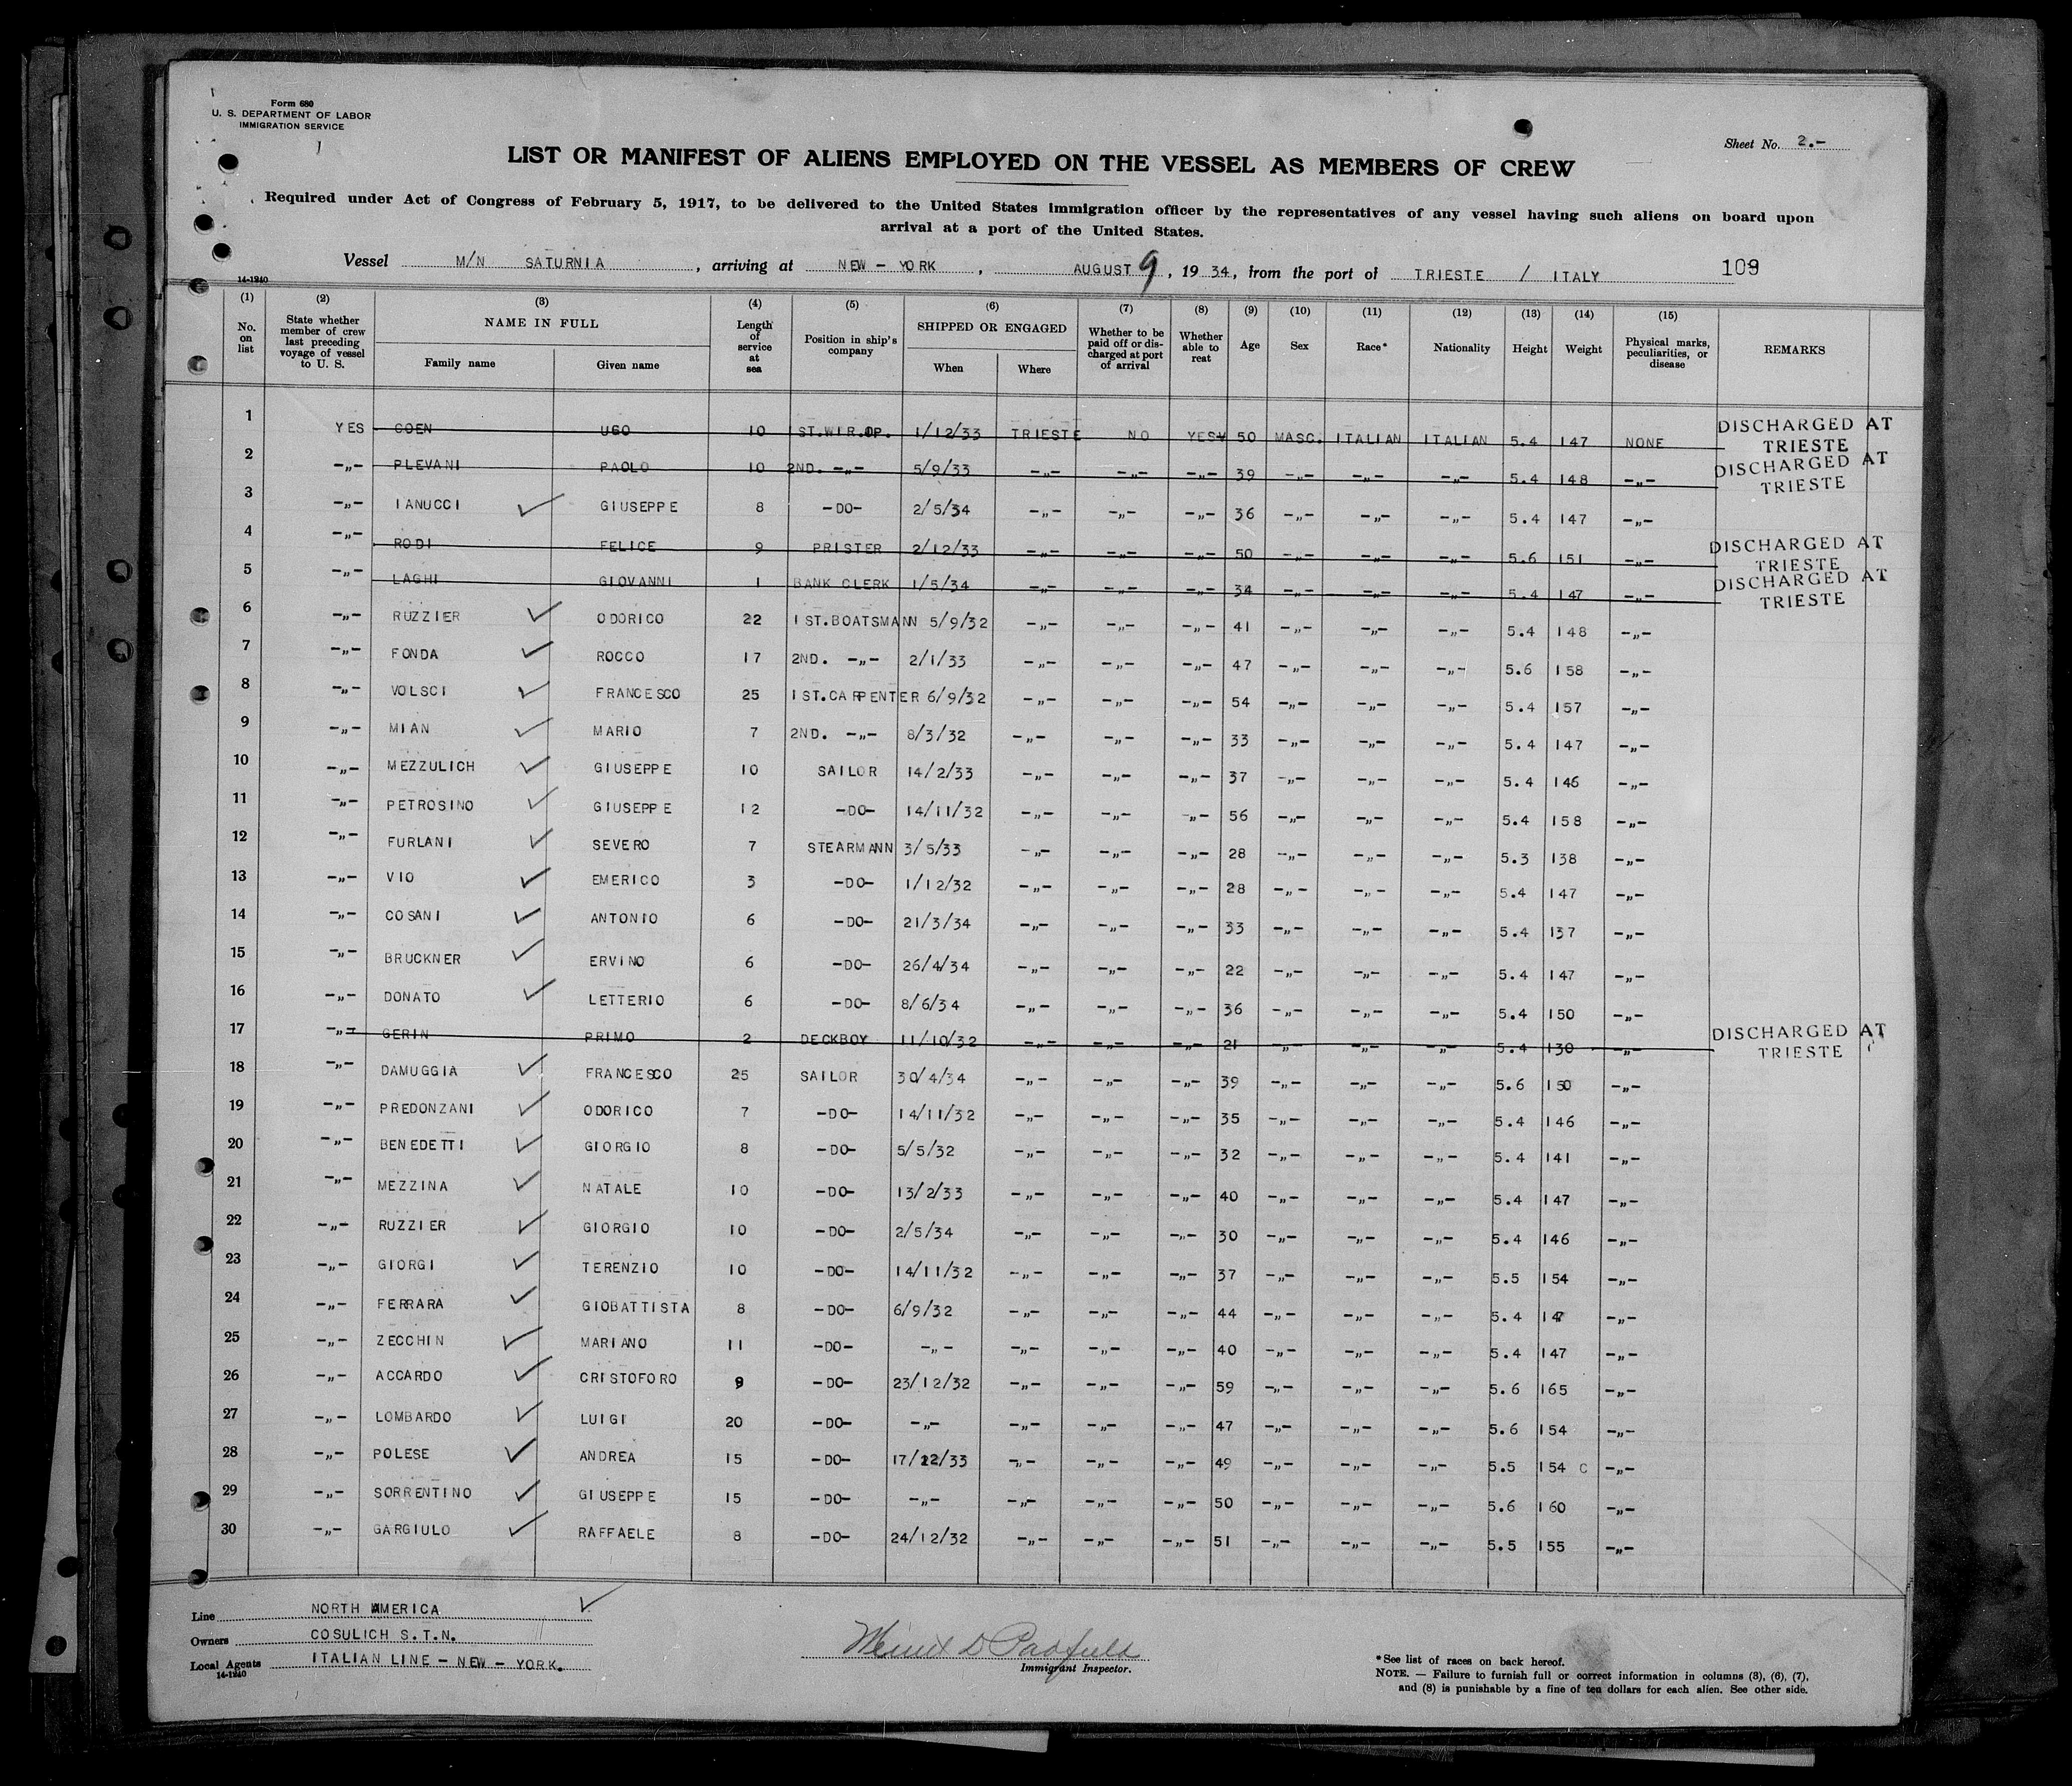 Form 680
U. S. DEPARTMENT OF LABOR
IMMIGRATION SERVICE
Sheet No. 2.-
LIST OR MANIFEST OF ALIENS EMPLOYED ON THE VESSEL AS MEMBERS OF CREW
Required under Act of Congress of February 5, 1917, to be delivered to the United States immigration officer by the representatives of any vessel having such aliens on board upon
arrival at a port of the United States.
Vessel M/N SATURNIA, arriving at NEW-YORK, AUGUST 9, 1934, from the port of TRIESTE / ITALY 109
14-1240
(1) No. on list (2) State whether member of crew last preceding voyage of vessel to U. S. (3) NAME IN FULL Family name Given name (4) Length of service at sea (5) Position in ship's company (6) SHIPPED OR ENGAGED When Where (7) Whether to be paid off or discharged at port of arrival (8) Whether able to reat (9) Age (10) Sex (11) Race* (12) Nationality (13) Height (14) Weight (15) Physical marks, peculiarities, or disease REMARKS
1 YES COEN UGO 10 1ST.WIR.OP. 1/12/33 TRIESTE NO YES 50 MASC. ITALIAN ITALIAN 5.4 147 NONE DISCHARGED AT TRIESTE
2 -"- PLEVANI PAOLO 10 2ND. -"- 5/9/33 -"- -"- -"- 39 -"- -"- -"- 5.4 148 -"- DISCHARGED AT TRIESTE
3 -"- IANUCCI GIUSEPPE 8 -DO- 2/5/34 -"- -"- -"- 36 -"- -"- -"- 5.4 147 -"-
4 -"- RODI FELICE 9 PRISTER 2/12/33 -"- -"- -"- 50 -"- -"- -"- 5.6 151 -"- DISCHARGED AT TRIESTE
5 -"- LAGHI GIOVANNI 1 BANK CLERK 1/5/34 -"- -"- -"- 34 -"- -"- -"- 5.4 147 -"- DISCHARGED AT TRIESTE
6 -"- RUZZIER ODORICO 22 1ST.BOATSMANN 5/9/32 -"- -"- -"- 41 -"- -"- -"- 5.4 148 -"-
7 -"- FONDA ROCCO 17 2ND. -"- 2/1/33 -"- -"- -"- 47 -"- -"- -"- 5.6 158 -"-
8 -"- VOLSCI FRANCESCO 25 1ST.CARPENTER 6/9/32 -"- -"- -"- 54 -"- -"- -"- 5.4 157 -"-
9 -"- MIAN MARIO 7 2ND. -"- 8/3/32 -"- -"- -"- 33 -"- -"- -"- 5.4 147 -"-
10 -"- MEZZULICH GIUSEPPE 10 SAILOR 14/2/33 -"- -"- -"- 37 -"- -"- -"- 5.4 146 -"-
11 -"- PETROSINO GIUSEPPE 12 -DO- 14/11/32 -"- -"- -"- 56 -"- -"- -"- 5.4 158 -"-
12 -"- FURLANI SEVERO 7 STEARMANN 3/5/33 -"- -"- -"- 28 -"- -"- -"- 5.3 138 -"-
13 -"- VIO EMERICO 3 -DO- 1/12/32 -"- -"- -"- 28 -"- -"- -"- 5.4 147 -"-
14 -"- COSANI ANTONIO 6 -DO- 21/3/34 -"- -"- -"- 33 -"- -"- -"- 5.4 137 -"-
15 -"- BRUCKNER ERVINO 6 -DO- 26/4/34 -"- -"- -"- 22 -"- -"- -"- 5.4 147 -"-
16 -"- DONATO LETTERIO 6 -DO- 8/6/34 -"- -"- -"- 36 -"- -"- -"- 5.4 150 -"-
17 -"- GERIN PRIMO 2 DECKBOY 11/10/32 -"- -"- -"- 21 -"- -"- -"- 5.4 130 -"- DISCHARGED AT TRIESTE
18 -"- DAMUGGIA FRANCESCO 25 SAILOR 30/4/34 -"- -"- -"- 39 -"- -"- -"- 5.6 150 -"-
19 -"- PREDONZANI ODORICO 7 -DO- 14/11/32 -"- -"- -"- 35 -"- -"- -"- 5.4 146 -"-
20 -"- BENEDETTI GIORGIO 8 -DO- 5/5/32 -"- -"- -"- 32 -"- -"- -"- 5.4 141 -"-
21 -"- MEZZINA NATALE 10 -DO- 13/2/33 -"- -"- -"- 40 -"- -"- -"- 5.4 147 -"-
22 -"- RUZZIER GIORGIO 10 -DO- 2/5/34 -"- -"- -"- 30 -"- -"- -"- 5.4 146 -"-
23 -"- GIORGI TERENZIO 10 -DO- 14/11/32 -"- -"- -"- 37 -"- -"- -"- 5.5 154 -"-
24 -"- FERRARA GIOBATTISTA 8 -DO- 6/9/32 -"- -"- -"- 44 -"- -"- -"- 5.4 147 -"-
25 -"- ZECCHIN MARIANO 11 -DO- -"- -"- -"- -"- 40 -"- -"- -"- 5.4 147 -"-
26 -"- ACCARDO CRISTOFORO 9 -DO- 23/12/32 -"- -"- -"- 59 -"- -"- -"- 5.6 165 -"-
27 -"- LOMBARDO LUIGI 20 -DO- -"- -"- -"- -"- 47 -"- -"- -"- 5.6 154 -"-
28 -"- POLESE ANDREA 15 -DO- 17/12/33 -"- -"- -"- 49 -"- -"- -"- 5.5 154 C -"-
29 -"- SORRENTINO GIUSEPPE 15 -DO- -"- -"- -"- -"- 50 -"- -"- -"- 5.6 160 -"-
30 -"- GARGIULO RAFFAELE 8 -DO- 24/12/32 -"- -"- -"- 51 -"- -"- -"- 5.5 155 -"-
Line NORTH AMERICA
Owners COSULICH S.T.N.
Local Agents ITALIAN LINE-NEW-YORK.
14-1240
Immigrant Inspector.
*See list of races on back hereof.
NOTE. — Failure to furnish full or correct information in columns (3), (6), (7),
and (8) is punishable by a fine of ten dollars for each alien. See other side.